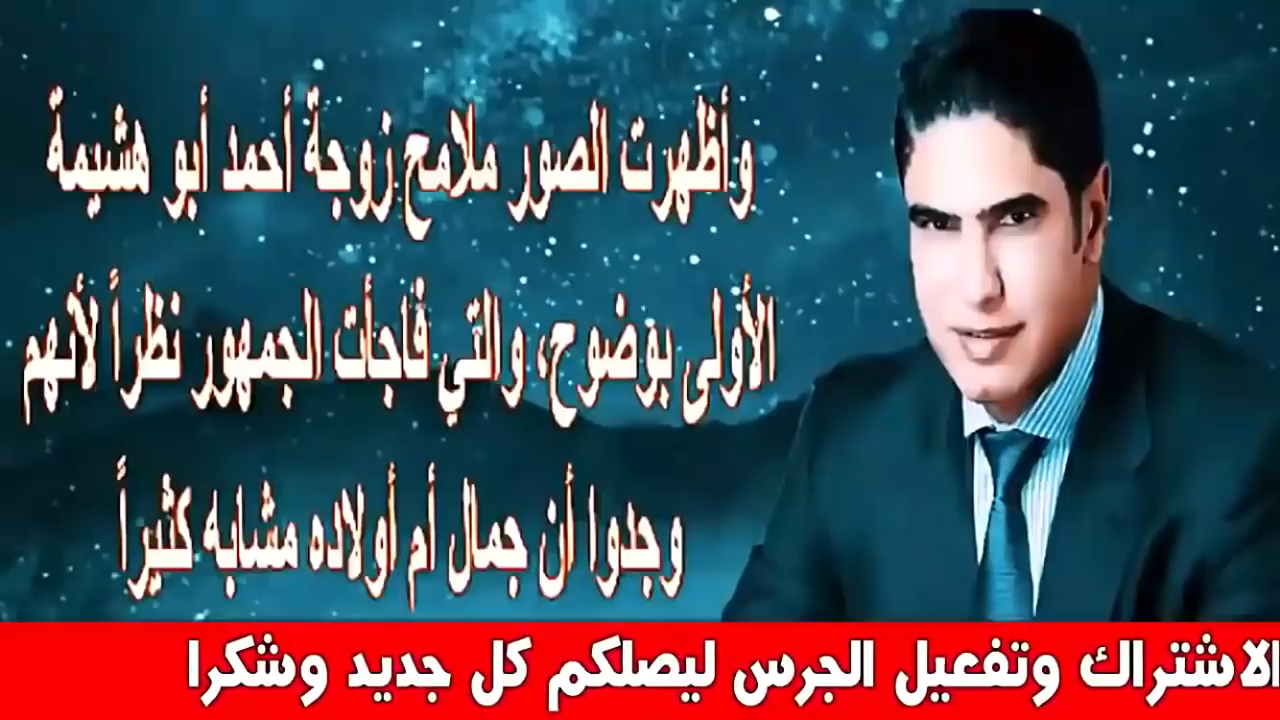 وأظهرت الصور ملامح زوجة أحمد أبو هشيمة
الأولى بوضوح، والتي فاجأت الجمهور نظراً لأنهم
وجدوا أن جمال أم أولاده مشابه كثيراً
الاشتراك وتفعيل الجرس ليصلكم كل جديد وشكرا